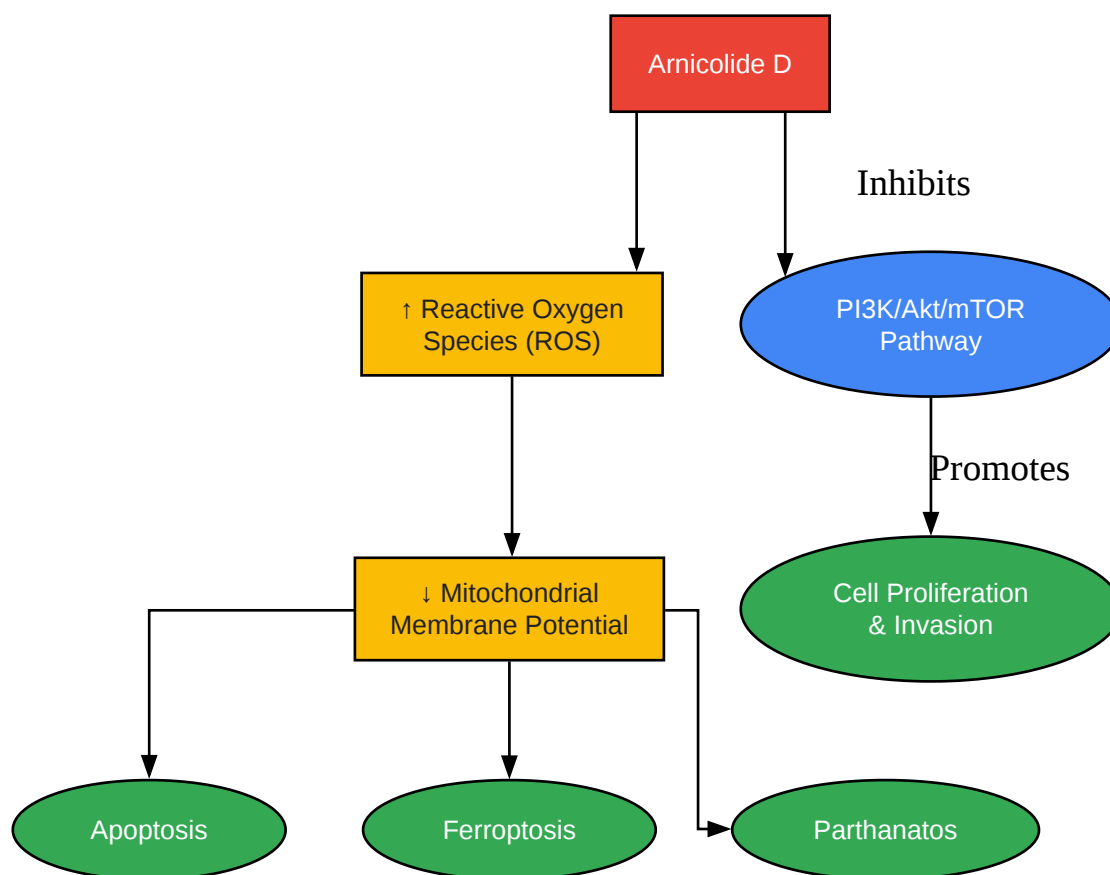 Arnicolide D
Inhibits
↑ Reactive Oxygen
Species (ROS)
PI3K/Akt/mTOR
Pathway
Promotes
↓ Mitochondrial
Membrane Potential
Cell Proliferation
& Invasion
Apoptosis
Ferroptosis
Parthanatos